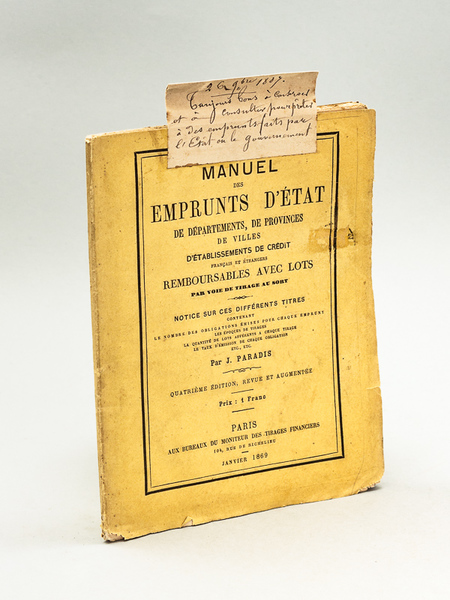 Toujours bons à
et à consulter pour
à des emprunts faits par
l'Etat ou le gouvernement
MANUEL
DES
EMPRUNTS D'ÉTAT
DE DÉPARTEMENTS, DE PROVINCES
DE VILLES
D'ÉTABLISSEMENTS DE CRÉDIT
FRANÇAIS ET ÉTRANGERS
REMBOURSABLES AVEC LOTS
PAR VOIE DE TIRAGE AU SORT
NOTICE SUR CES DIFFÉRENTS TITRES
CONTENANT
LE NOMBRE DES OBLIGATIONS ÉMISES POUR CHAQUE EMPRUNT
LES ÉPOQUES DE TIRAGES
LA QUANTITÉ DE LOTS AFFÉRENTS A CHAQUE TIRAGE
LE TAUX D'ÉMISSION DE CHAQUE OBLIGATION
ETC., ETC.
Par J. PARADIS
QUATRIÈME ÉDITION, REVUE ET AUGMENTÉE
Prix : 1 Franc
PARIS
AUX BUREAUX DU MONITEUR DES TIRAGES FINANCIERS
RUE DE RICHELIEU
JANVIER 1869